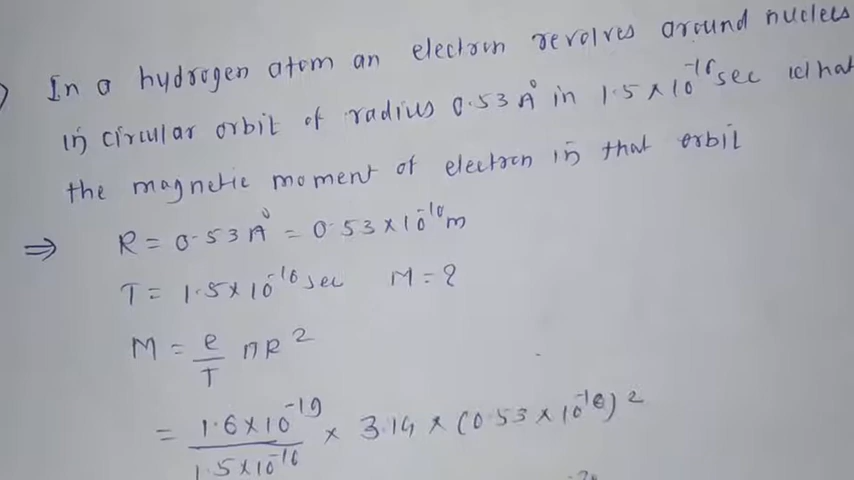 In a hydrogen atom an electron revolves around nucleus
in circular orbit of radius 0.53 A° in 1.5 × 10⁻¹⁶ sec what
the magnetic moment of electron in that orbit
⇒ R = 0.53 A° = 0.53 × 10⁻¹⁰ m
T = 1.5 × 10⁻¹⁶ sec M = ?
M = e/T πR²
= 1.6 × 10⁻¹⁹ / 1.5 × 10⁻¹⁶ × 3.14 × (0.53 × 10⁻¹⁰)²